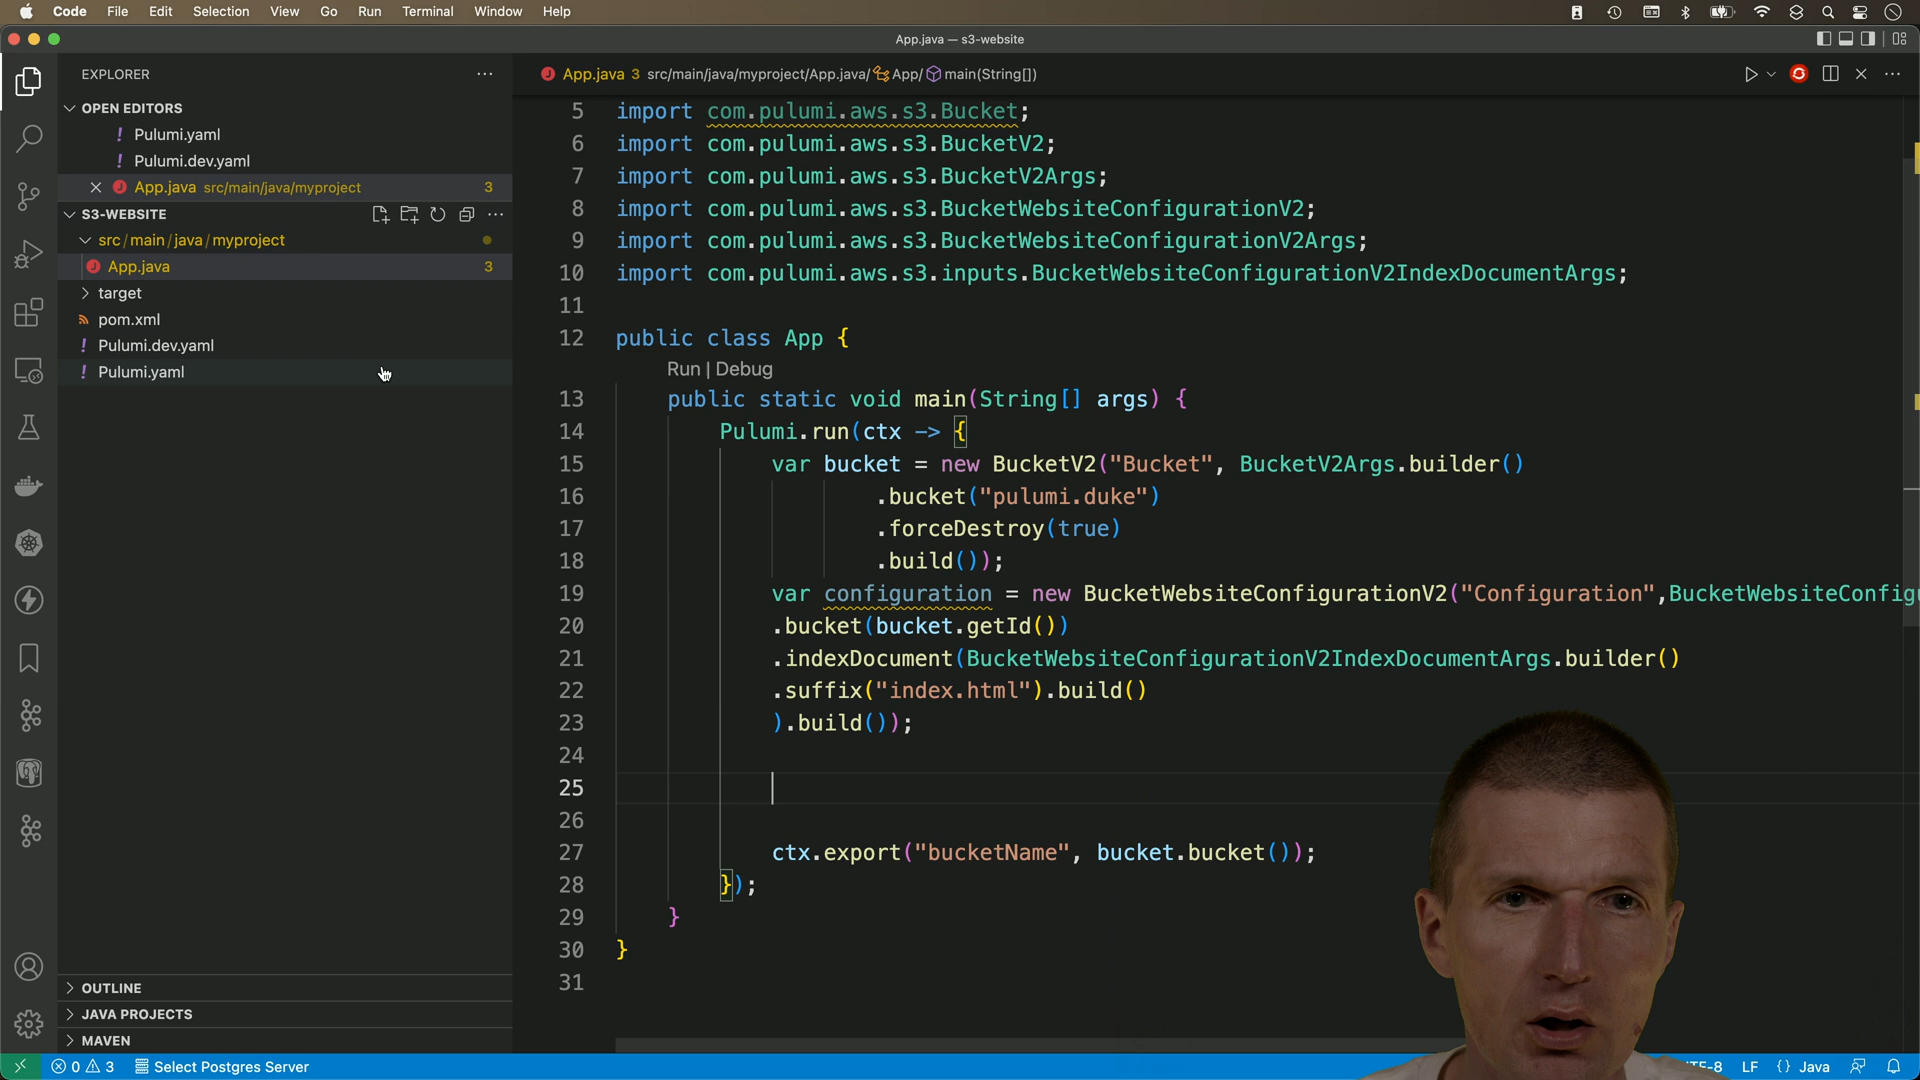 Code File Edit Selection View Go Run Terminal Window Help
App.java — s3-website
EXPLORER
OPEN EDITORS
! Pulumi.yaml
! Pulumi.dev.yaml
App.java src/main/java/myproject 3
S3-WEBSITE
src/main/java/myproject
App.java 3
target
pom.xml
! Pulumi.dev.yaml
! Pulumi.yaml
OUTLINE
JAVA PROJECTS
MAVEN
App.java 3 src/main/java/myproject/App.java/ App/ main(String[])
5 import com.pulumi.aws.s3.Bucket;
6 import com.pulumi.aws.s3.BucketV2;
7 import com.pulumi.aws.s3.BucketV2Args;
8 import com.pulumi.aws.s3.BucketWebsiteConfigurationV2;
9 import com.pulumi.aws.s3.BucketWebsiteConfigurationV2Args;
10 import com.pulumi.aws.s3.inputs.BucketWebsiteConfigurationV2IndexDocumentArgs;
11
12 public class App {
Run | Debug
13 public static void main(String[] args) {
14 Pulumi.run(ctx -> {
15 var bucket = new BucketV2("Bucket", BucketV2Args.builder()
16 .bucket("pulumi.duke")
17 .forceDestroy(true)
18 .build());
19 var configuration = new BucketWebsiteConfigurationV2("Configuration",BucketWebsiteConfig
20 .bucket(bucket.getId())
21 .indexDocument(BucketWebsiteConfigurationV2IndexDocumentArgs.builder()
22 .suffix("index.html").build()
23 ).build());
24
25
26
27 ctx.export("bucketName", bucket.bucket());
28 });
29 }
30 }
31
0 3 Select Postgres Server
LF {} Java